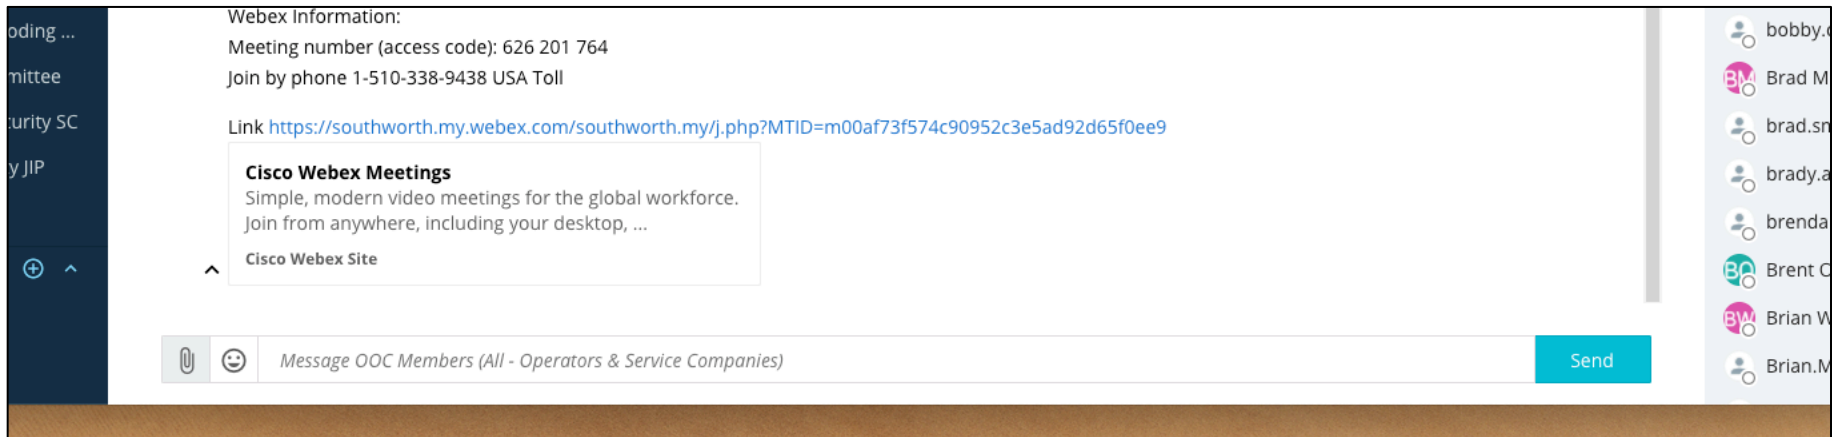 oding ...
mittee
curity SC
y JIP
Webex Information:
Meeting number (access code): 626 201 764
Join by phone 1-510-338-9438 USA Toll
Link https://southworth.my.webex.com/southworth.my/j.php?MTID=m00af73f574c90952c3e5ad92d65f0ee9
Cisco Webex Meetings
Simple, modern video meetings for the global workforce.
Join from anywhere, including your desktop, ...
Cisco Webex Site
Message OOC Members (All - Operators & Service Companies)
Send
bobby.
BM Brad M
brad.sn
brady.a
brenda
BO Brent O
BW Brian W
Brian.M